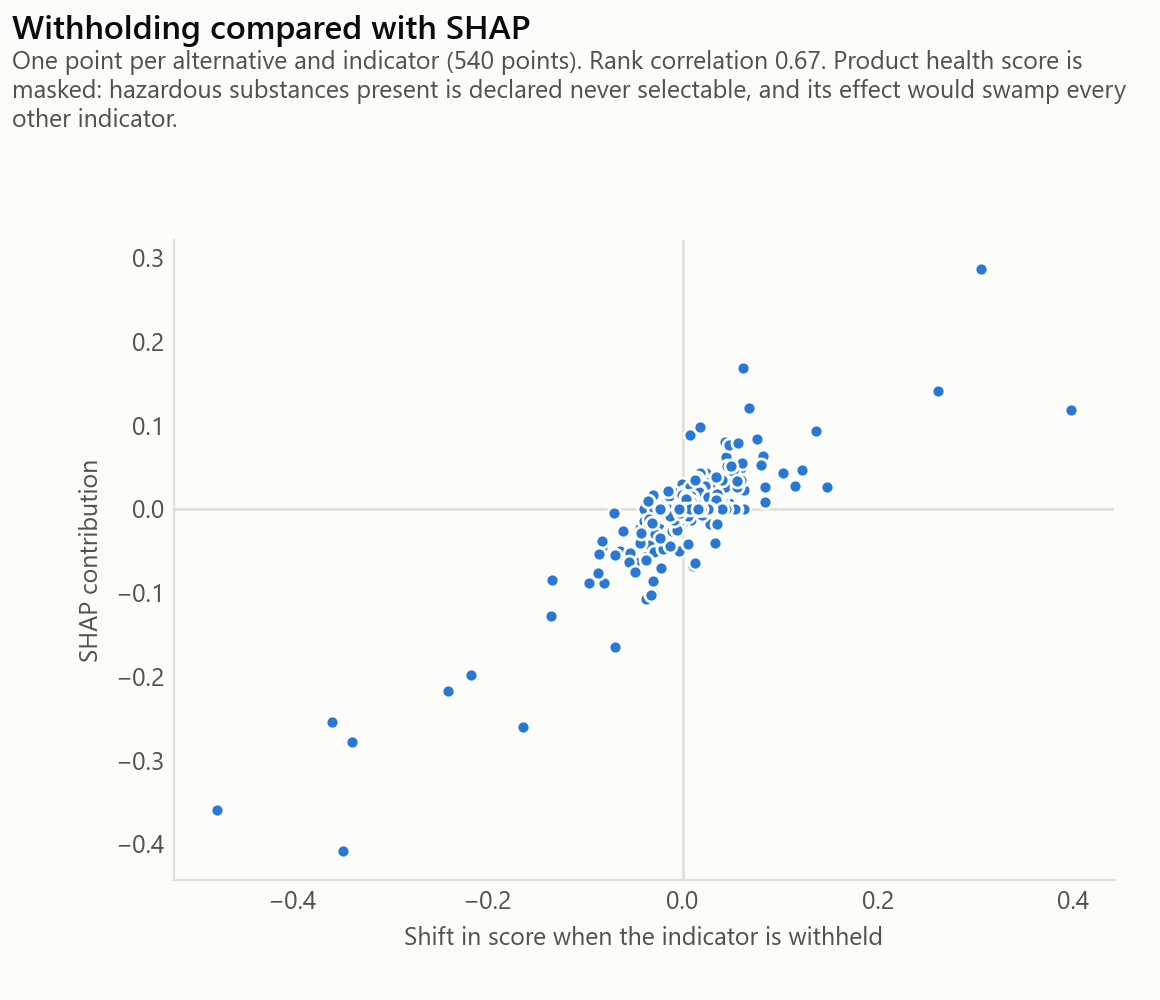 Withholding compared with SHAP
One point per alternative and indicator (540 points). Rank correlation 0.67. Product health score is
masked: hazardous substances present is declared never selectable, and its effect would swamp every
other indicator.
0.3
0.2
0.1
0.0
−0.1
−0.2
−0.3
−0.4
SHAP contribution
−0.4
−0.2
0.0
0.2
0.4
Shift in score when the indicator is withheld